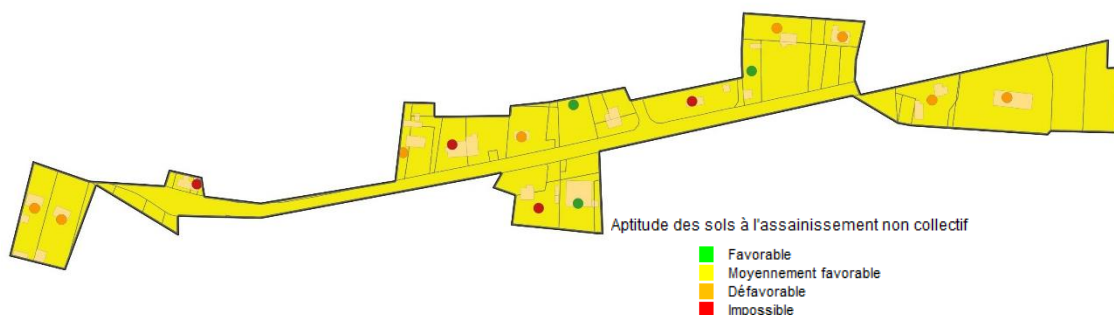 Aptitude des sols à l'assainissement non collectif
Favorable
Moyennement favorable
Défavorable
Impossible